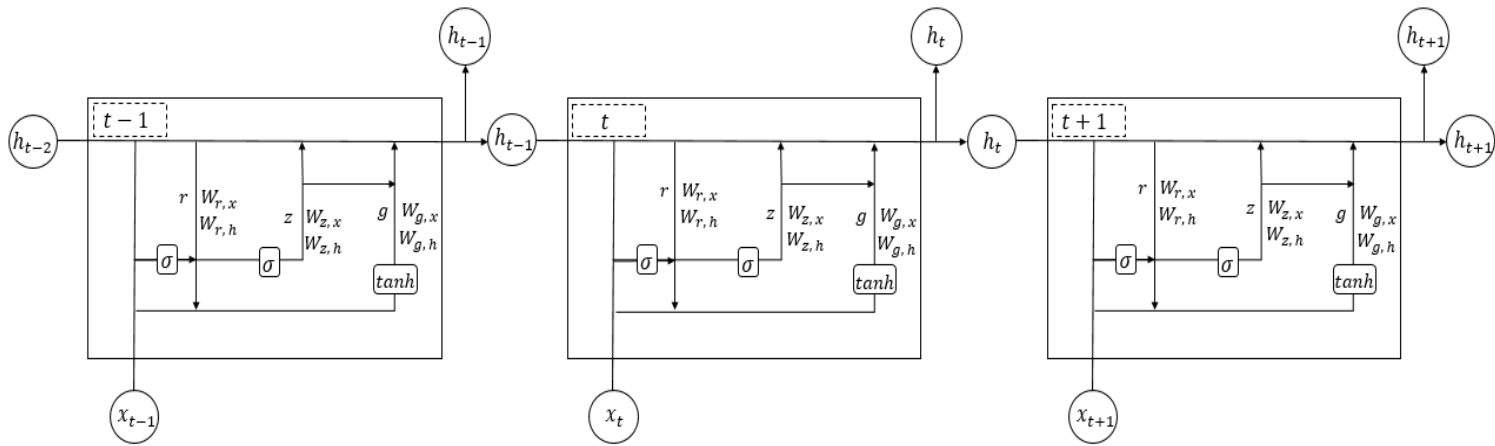 h_{t−1}
h_t
h_{t+1}
t − 1
t
t + 1
h_{t−2}
h_{t−1}
h_t
h_{t+1}
r W_{r,x}
W_{r,h}
z W_{z,x}
W_{z,h}
g W_{g,x}
W_{g,h}
r W_{r,x}
W_{r,h}
z W_{z,x}
W_{z,h}
g W_{g,x}
W_{g,h}
r W_{r,x}
W_{r,h}
z W_{z,x}
W_{z,h}
g W_{g,x}
W_{g,h}
σ
σ
tanh
σ
σ
tanh
σ
σ
tanh
x_{t−1}
x_t
x_{t+1}